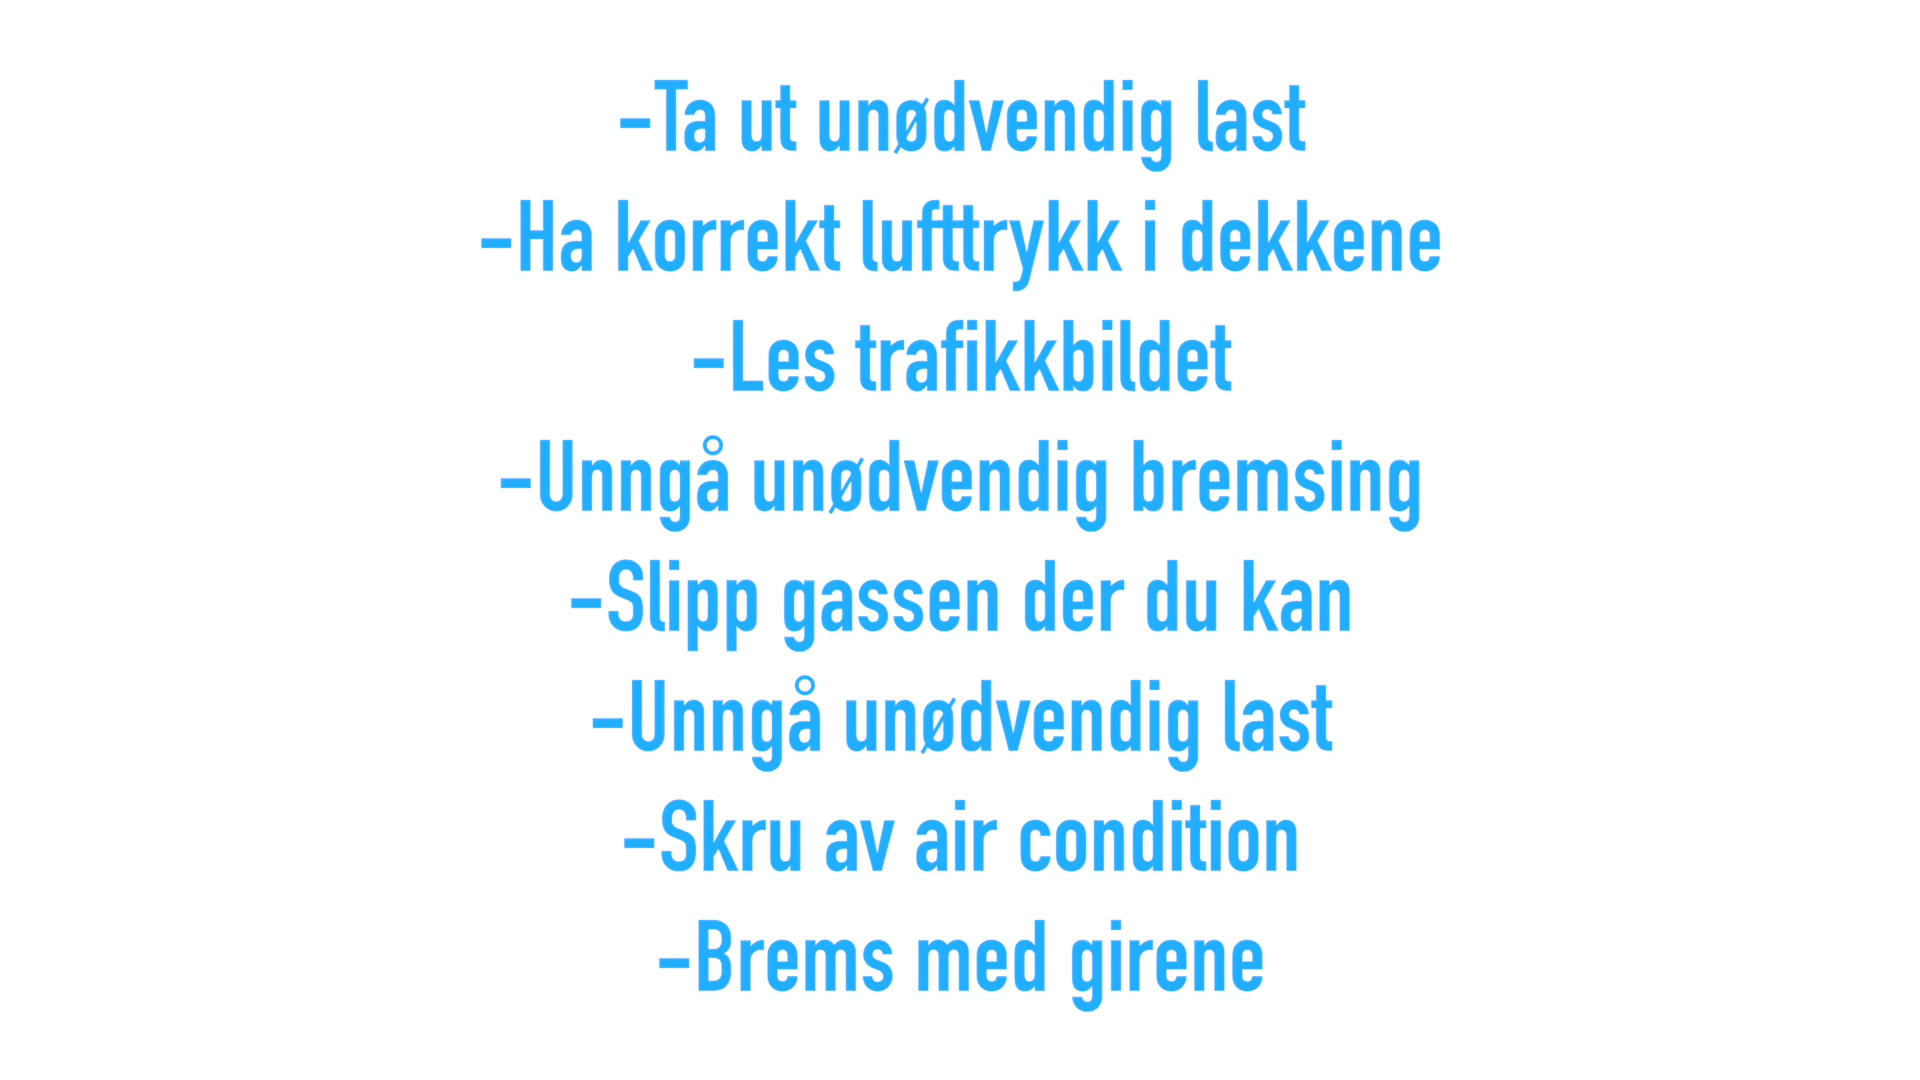 -Ta ut unødvendig last
-Ha korrekt lufttrykk i dekkene
-Les trafikkbildet
-Unngå unødvendig bremsing
-Slipp gassen der du kan
-Unngå unødvendig last
-Skru av air condition
-Brems med girene